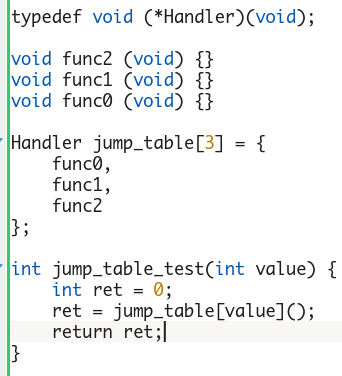 typedef void (*Handler)(void);

void func2 (void) {}
void func1 (void) {}
void func0 (void) {}

Handler jump_table[3] = {
    func0,
    func1,
    func2
};

int jump_table_test(int value) {
    int ret = 0;
    ret = jump_table[value]();
    return ret;
}